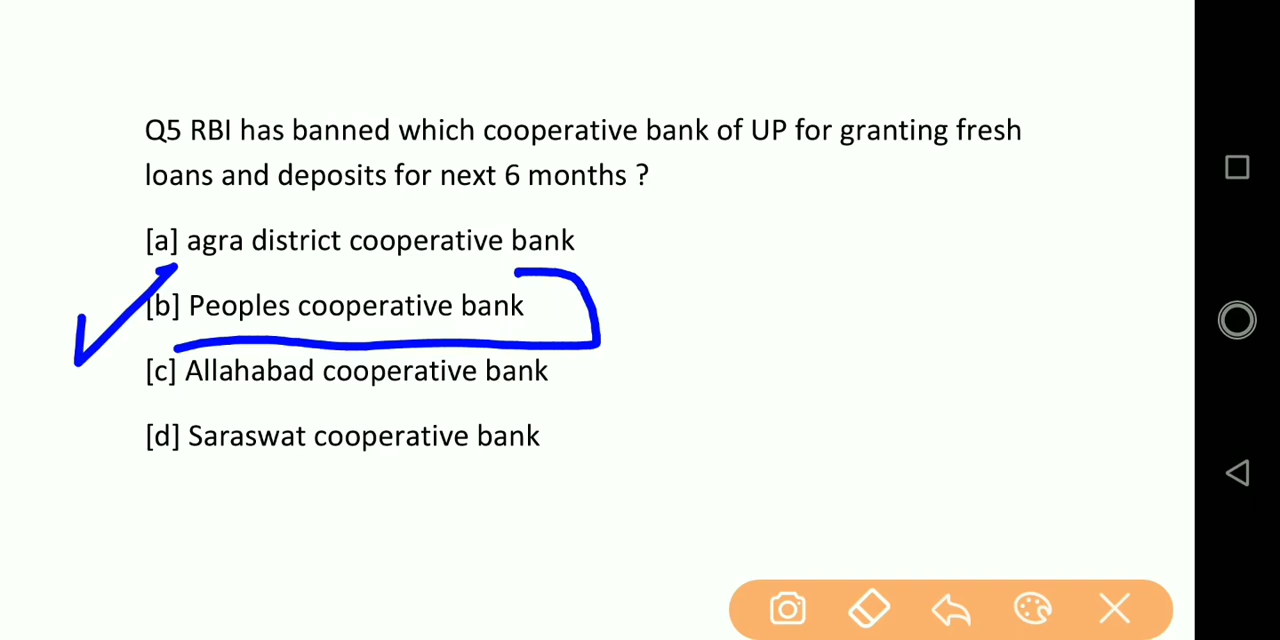 Q5 RBI has banned which cooperative bank of UP for granting fresh
loans and deposits for next 6 months ?
[a] agra district cooperative bank
[b] Peoples cooperative bank
[c] Allahabad cooperative bank
[d] Saraswat cooperative bank